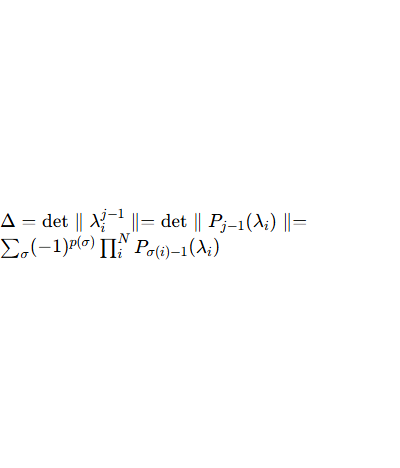 Δ = det ∥ λ_i^{j−1} ∥= det ∥ P_{j−1}(λ_i) ∥=
∑_σ(−1)^{p(σ)} ∏_i^N P_{σ(i)−1}(λ_i)